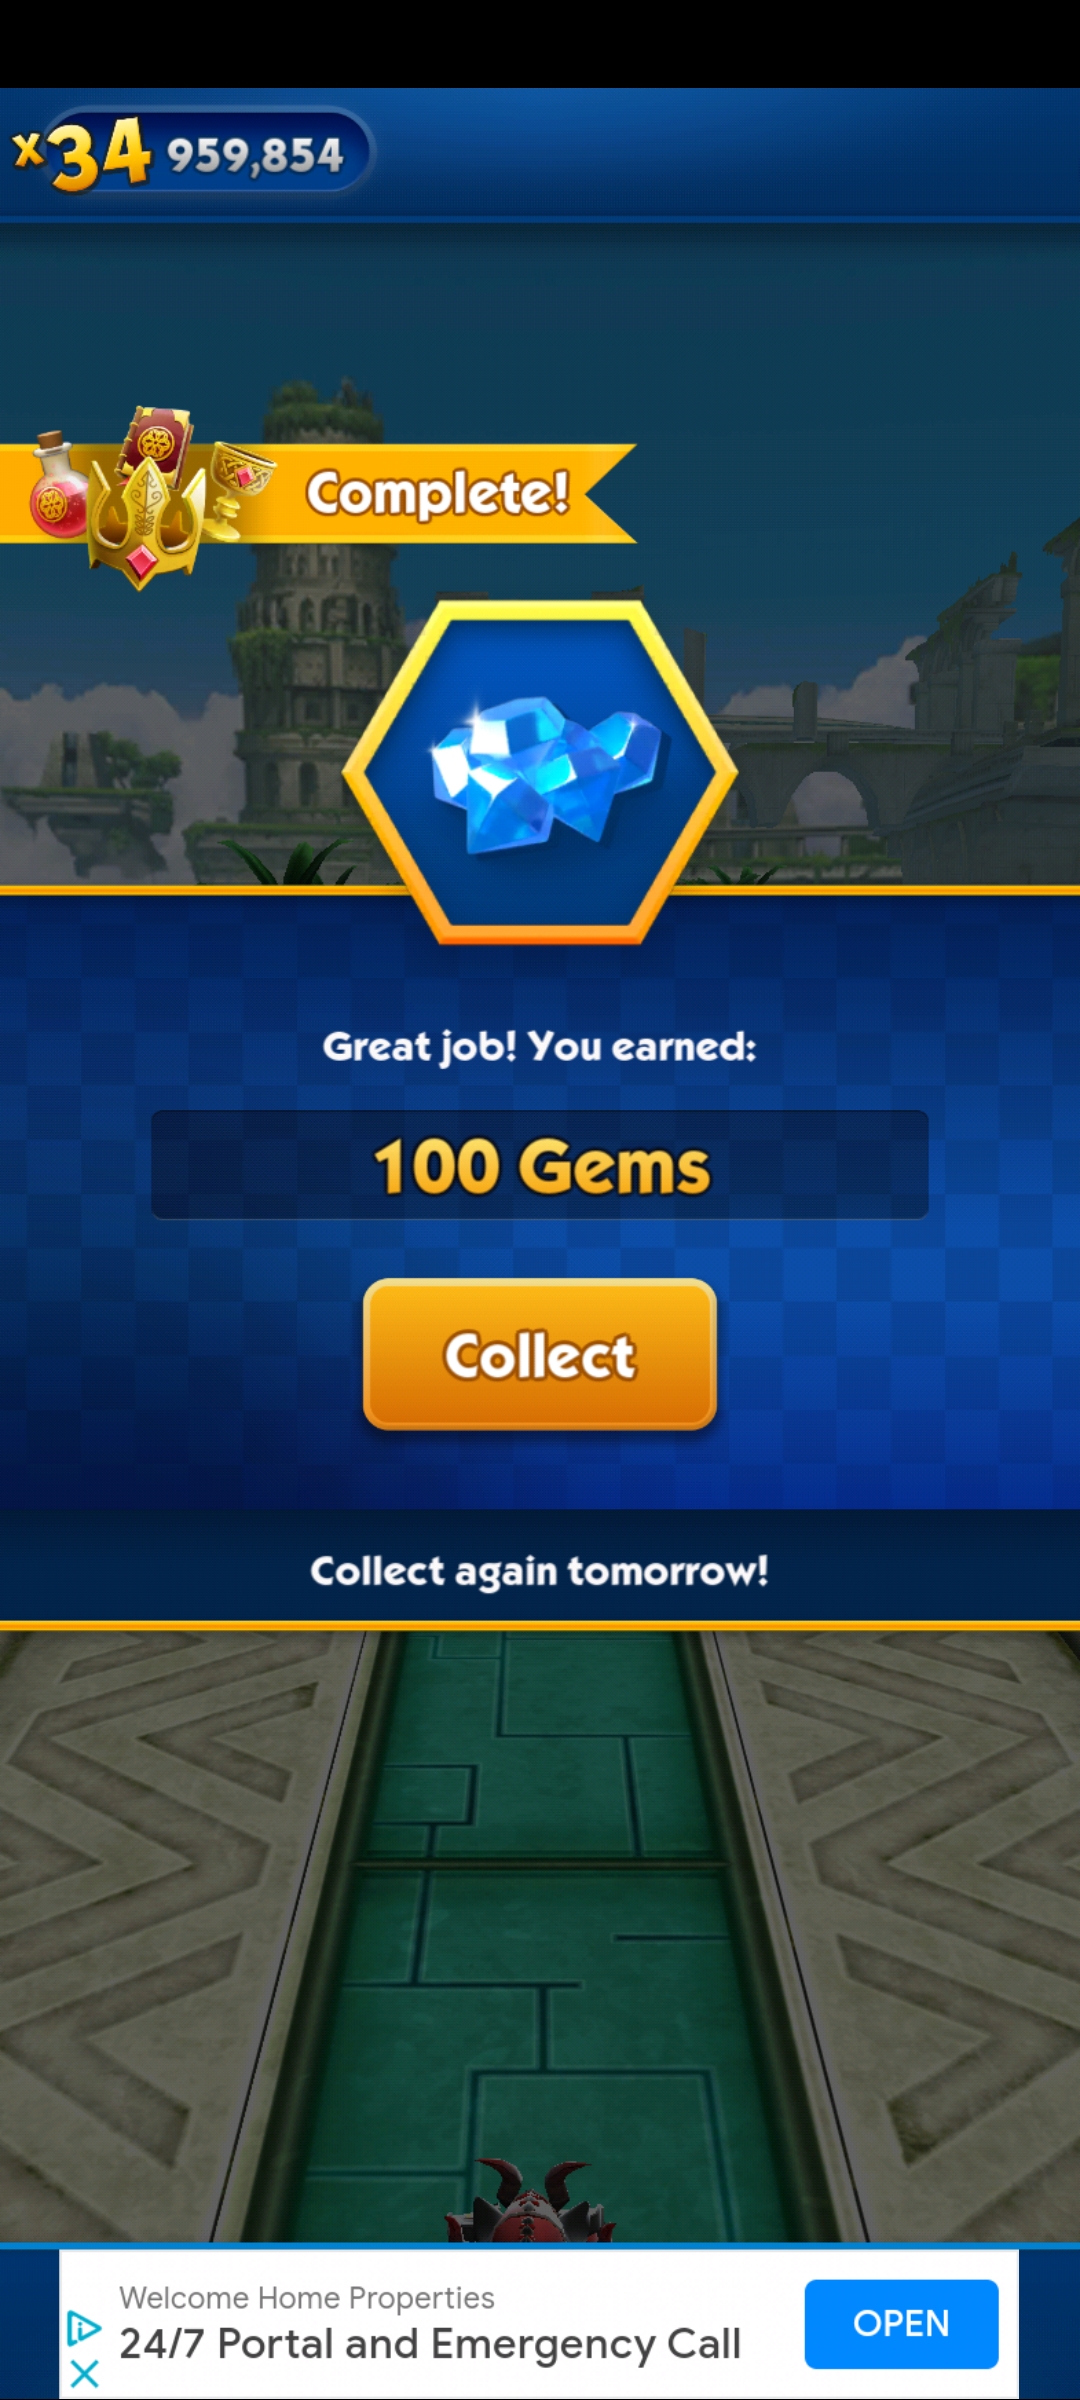 x34 959,854
Complete!
Great job! You earned:
100 Gems
Collect
Collect again tomorrow!
Welcome Home Properties
24/7 Portal and Emergency Call
OPEN